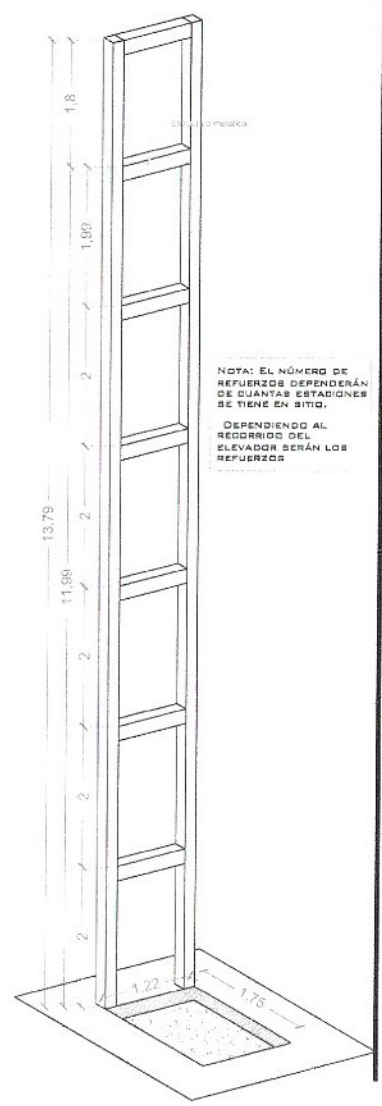 1,8
Estructura metalica
1,99
2
2
13,79
11,99
2
2
2
1,22
1,75
NOTA: EL NÚMERO DE
REFUERZOS DEPENDERÁN
DE CUANTAS ESTACIONES
SE TIENE EN SITIO.
DEPENDIENDO AL
RECORRIDO DEL
ELEVADOR SERÁN LOS
REFUERZOS